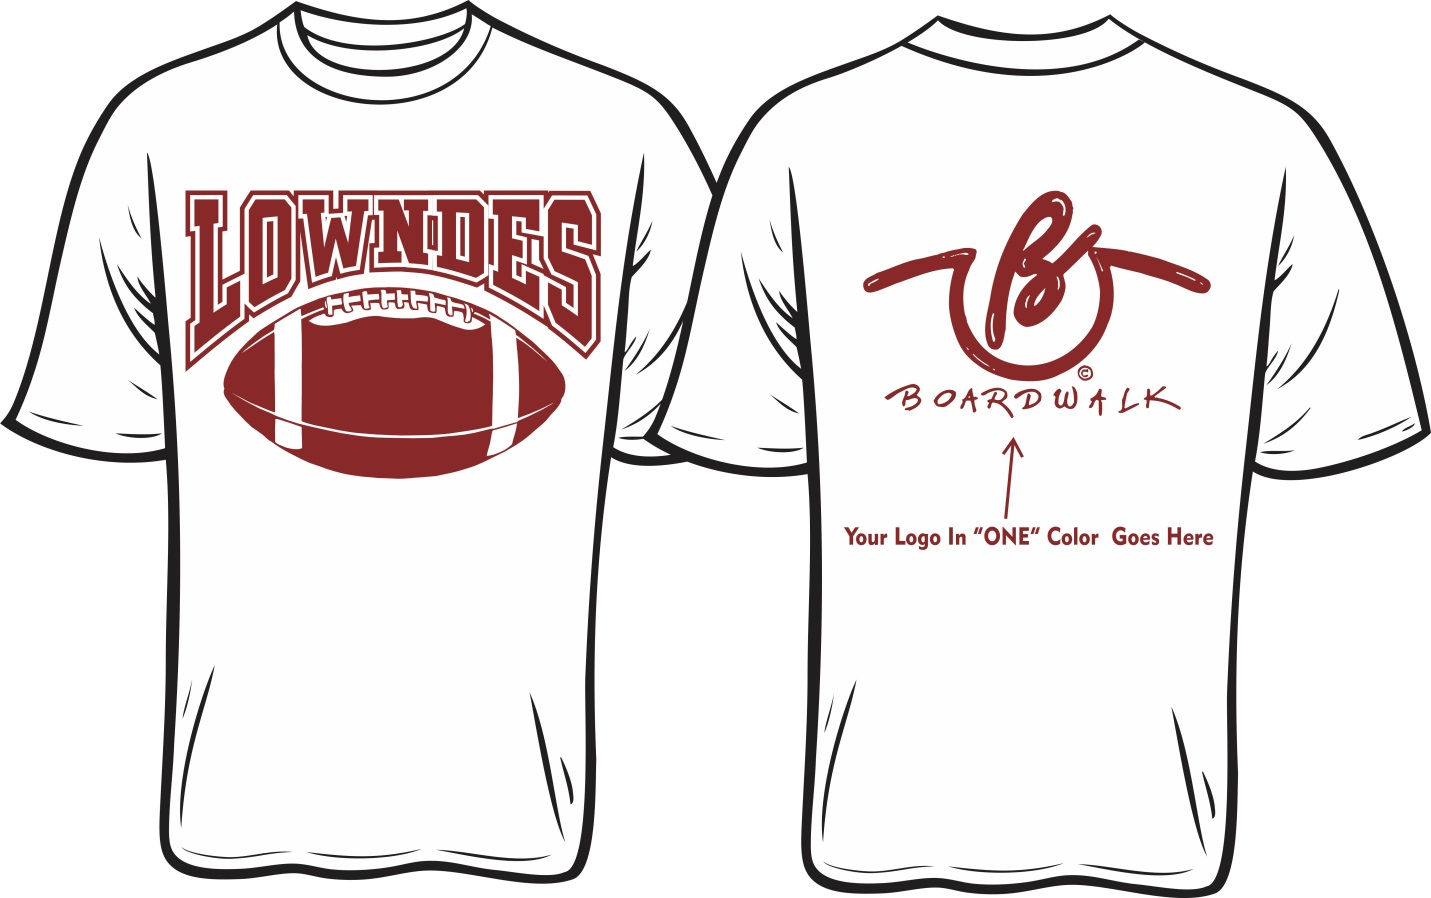 LOWNDES
B
©
BOARDWALK
Your Logo In “ONE“ Color Goes Here